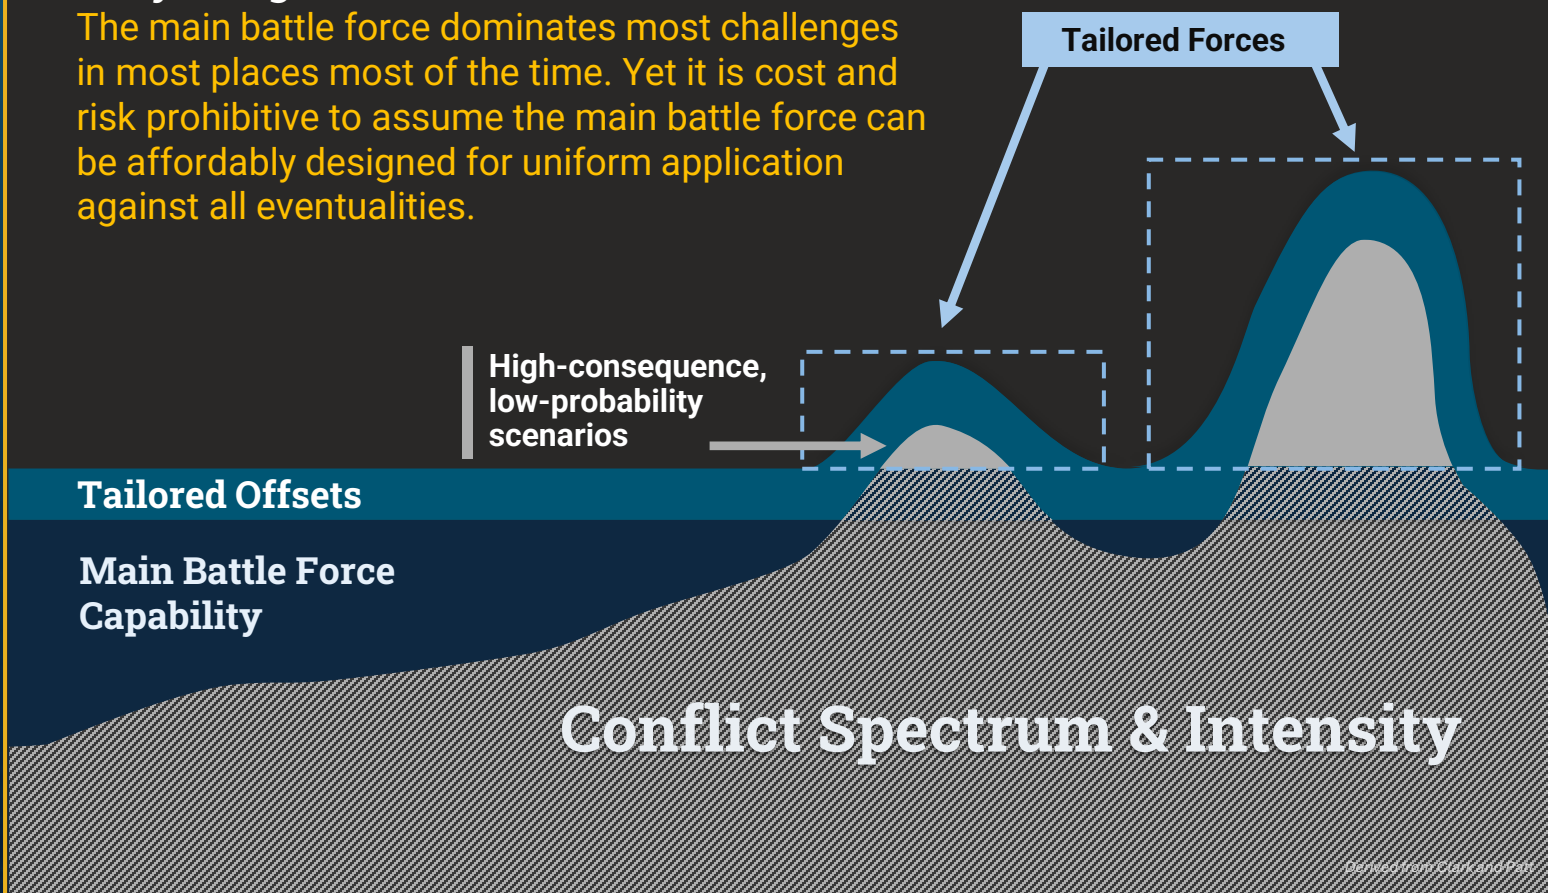 The main battle force dominates most challenges
in most places most of the time. Yet it is cost and
risk prohibitive to assume the main battle force can
be affordably designed for uniform application
against all eventualities.
Tailored Forces
High-consequence,
low-probability
scenarios
Tailored Offsets
Main Battle Force
Capability
Conflict Spectrum & Intensity
Derived from Clark and Patt